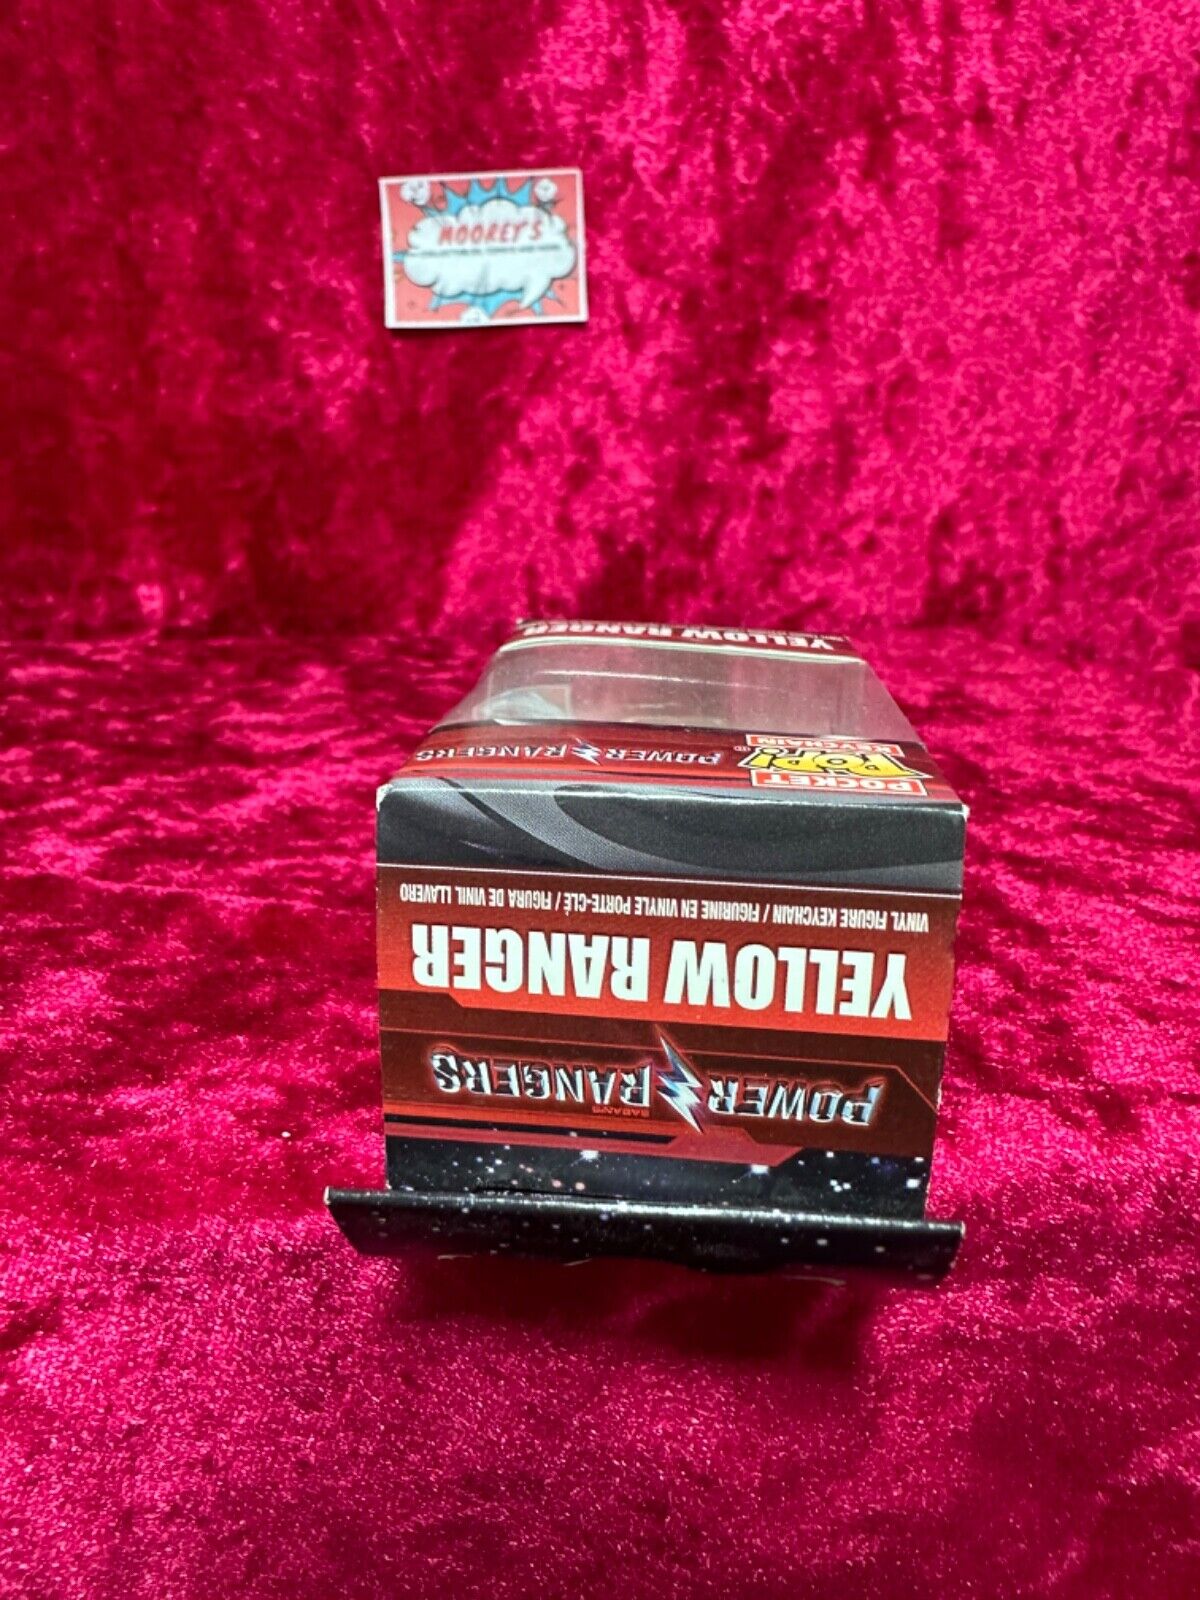 MOOREY'S
YELLOW RANGER
POCKET
POP!
KEYCHAIN
POWER RANGERS
SABAN'S
POWER RANGERS
YELLOW RANGER
VINYL FIGURE KEYCHAIN / FIGURINE EN VINYLE PORTE-CLÉ / FIGURA DE VINIL LLAVERO